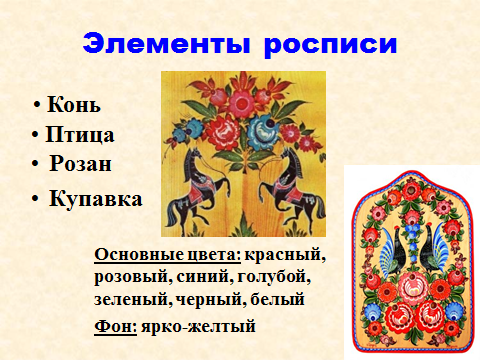 Элементы росписи
• Конь
• Птица
• Розан
• Купавка
Основные цвета: красный,
розовый, синий, голубой,
зеленый, черный, белый
Фон: ярко-желтый